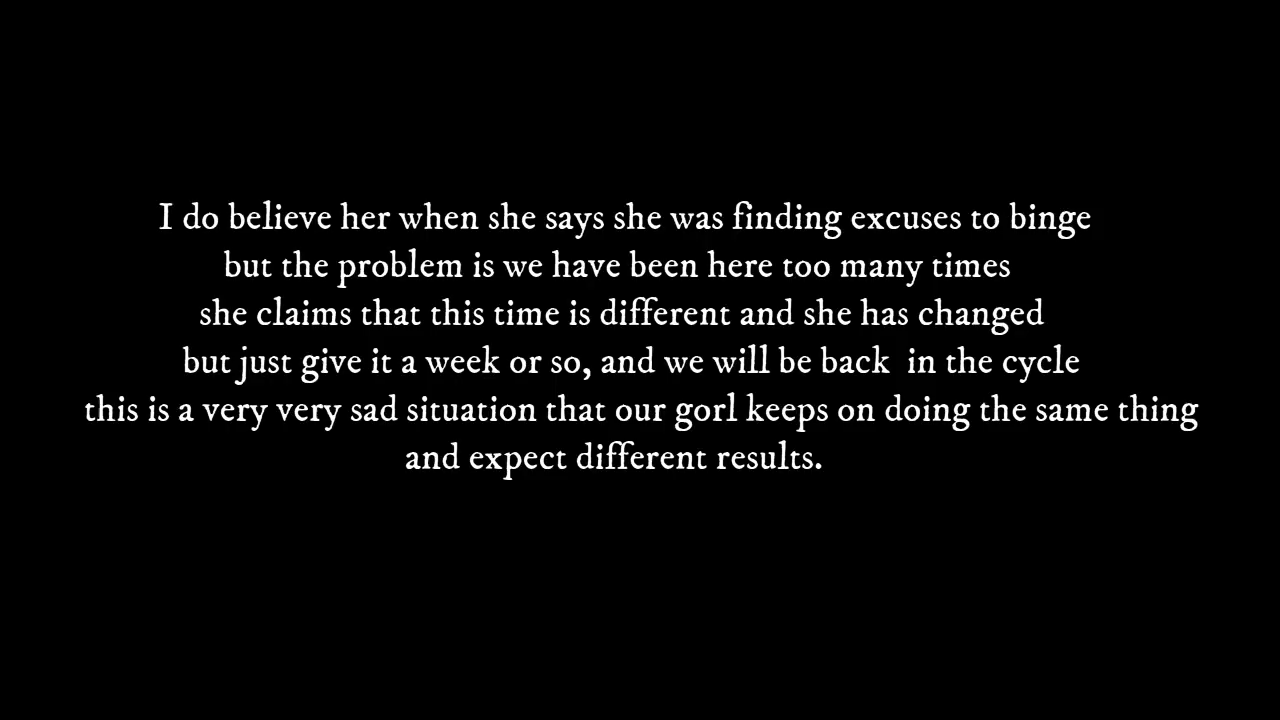 I do believe her when she says she was finding excuses to binge
but the problem is we have been here too many times
she claims that this time is different and she has changed
but just give it a week or so, and we will be back  in the cycle
this is a very very sad situation that our gorl keeps on doing the same thing
and expect different results.